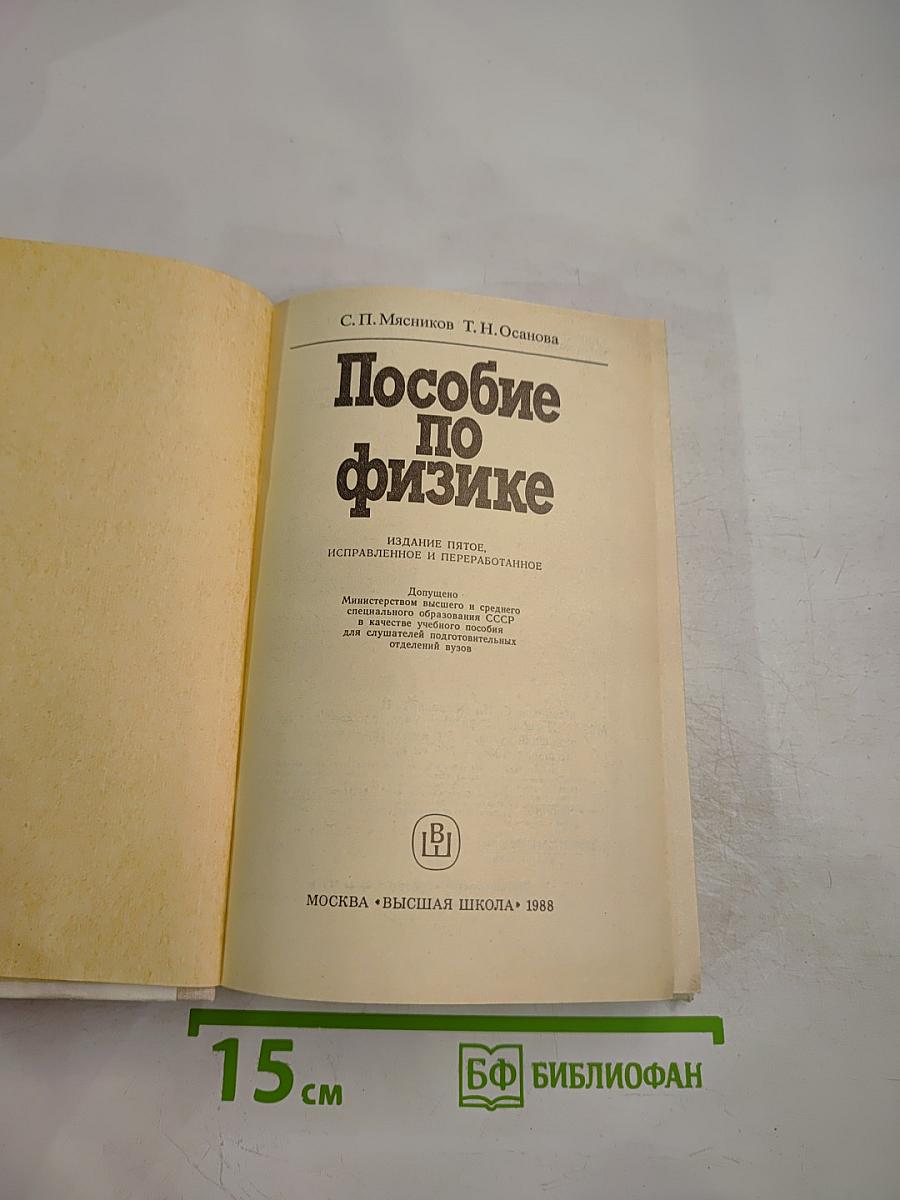 С. П. Мясников Т. Н. Осанова
Пособие
по
физике
ИЗДАНИЕ ПЯТОЕ,
ИСПРАВЛЕННОЕ И ПЕРЕРАБОТАННОЕ
Допущено
Министерством высшего и среднего
специального образования СССР
в качестве учебного пособия
для слушателей подготовительных
отделений вузов
ВШ
МОСКВА «ВЫСШАЯ ШКОЛА» 1988
15 см
БФ БИБЛИОФАН